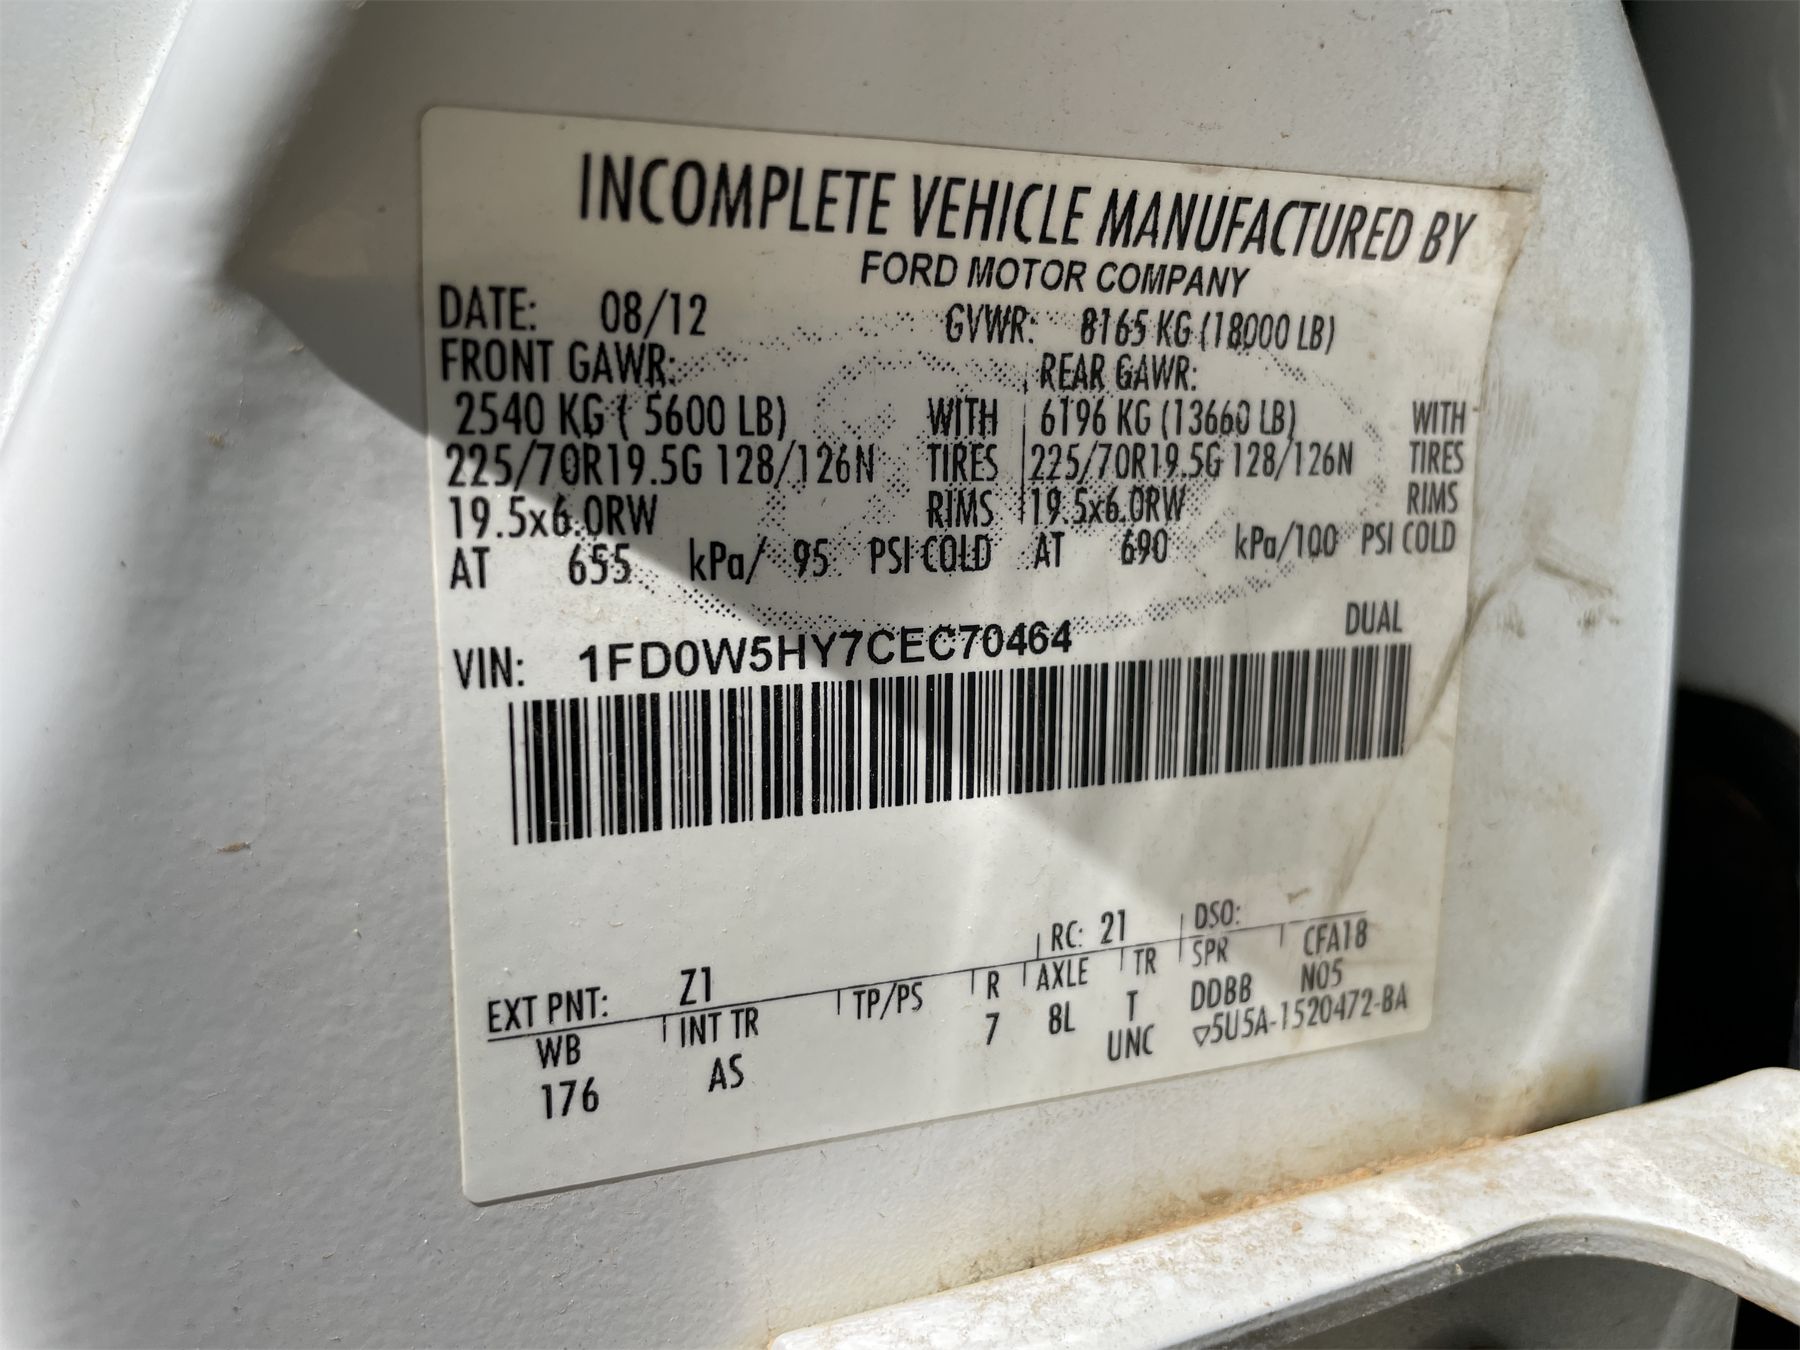 INCOMPLETE VEHICLE MANUFACTURED BY
FORD MOTOR COMPANY
DATE: 08/12 GVWR: 8165 KG (18000 LB)
FRONT GAWR: REAR GAWR:
2540 KG ( 5600 LB) WITH 6196 KG (13660 LB) WITH
225/70R19.5G 128/126N TIRES 225/70R19.5G 128/126N TIRES
19.5x6.0RW RIMS 19.5x6.0RW RIMS
AT 655 kPa/ 95 PSI COLD AT 690 kPa/100 PSI COLD
VIN: 1FD0W5HY7CEC70464 DUAL
EXT PNT: Z1 RC: 21 DSO:
WB INT TR TP/PS R AXLE TR SPR CFA18
176 AS 7 8L T DDBB N05
UNC ▽5U5A-1520472-BA